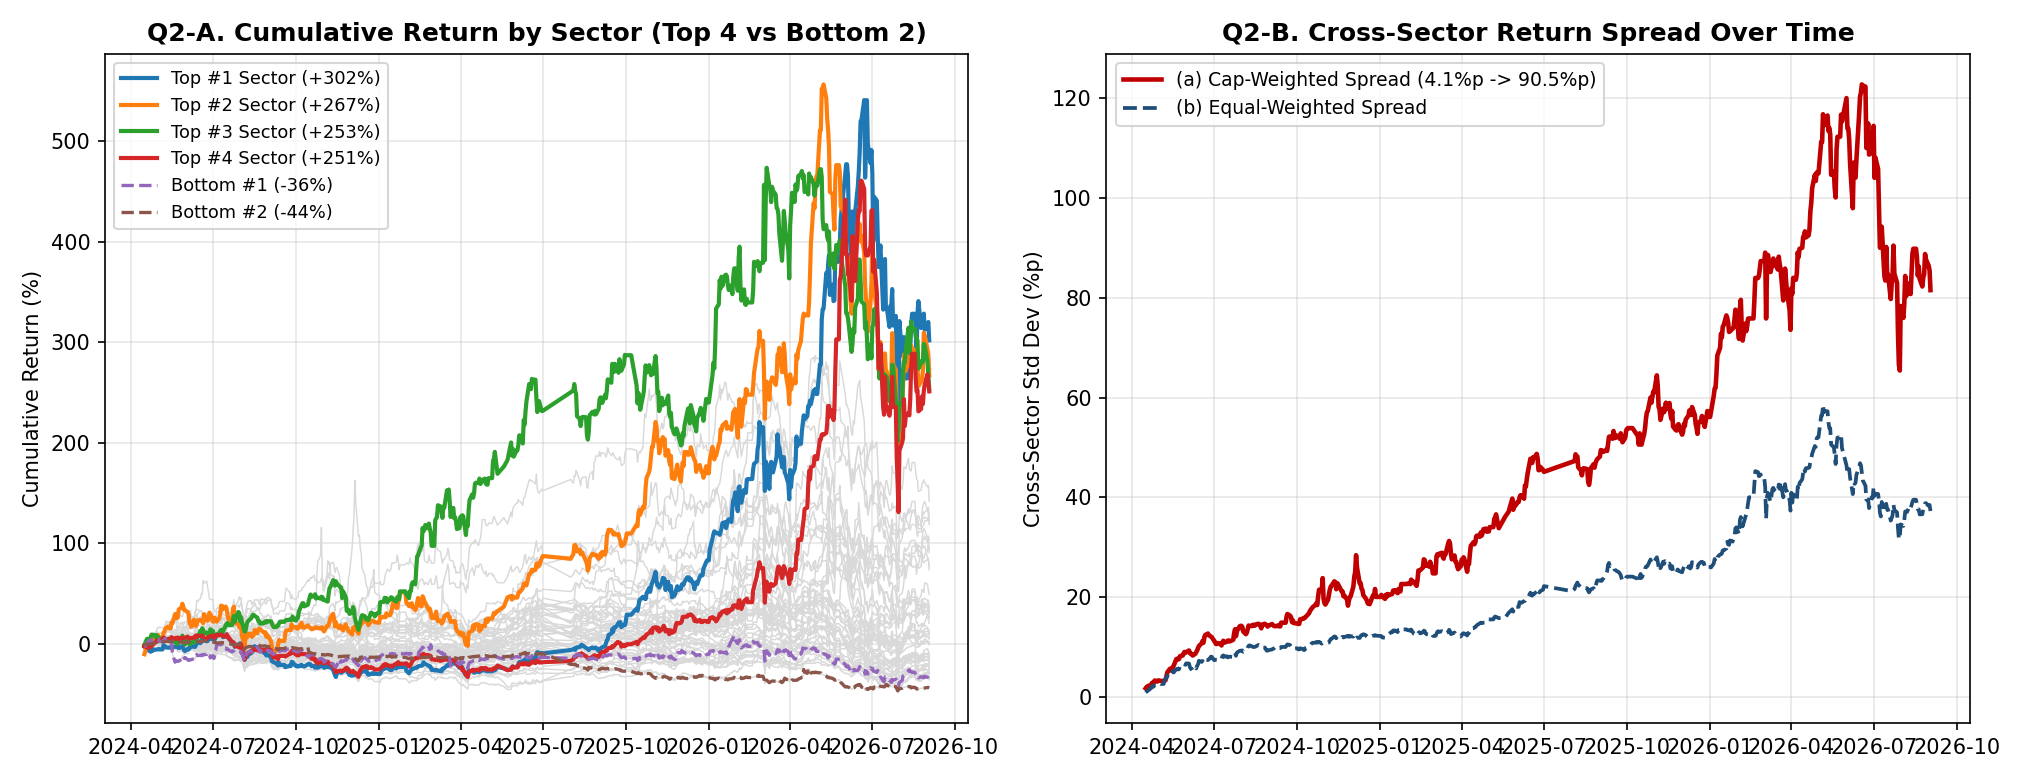 Q2-A. Cumulative Return by Sector (Top 4 vs Bottom 2)
Top #1 Sector (+302%)
Top #2 Sector (+267%)
Top #3 Sector (+253%)
Top #4 Sector (+251%)
Bottom #1 (-36%)
Bottom #2 (-44%)
Cumulative Return (%)
500
400
300
200
100
0
2024-04
2024-07
2024-10
2025-01
2025-04
2025-07
2025-10
2026-01
2026-04
2026-07
2026-10
Q2-B. Cross-Sector Return Spread Over Time
(a) Cap-Weighted Spread (4.1%p -> 90.5%p)
(b) Equal-Weighted Spread
Cross-Sector Std Dev (%p)
120
100
80
60
40
20
0
2024-04
2024-07
2024-10
2025-01
2025-04
2025-07
2025-10
2026-01
2026-04
2026-07
2026-10